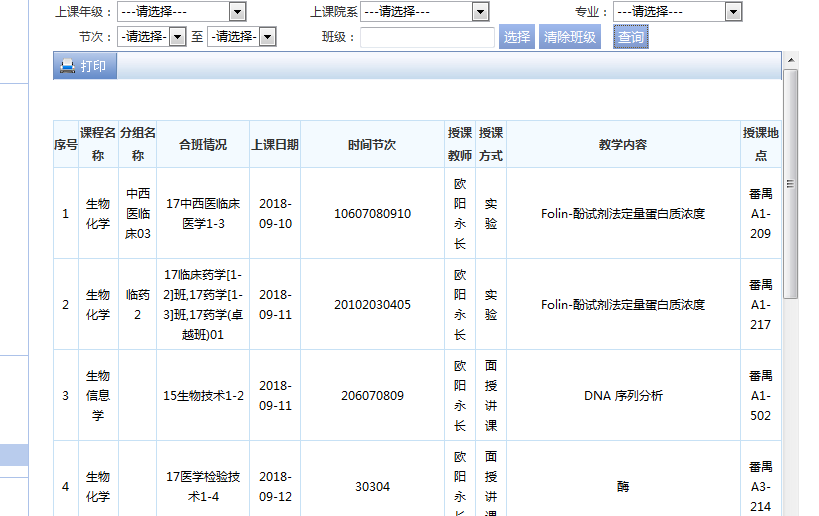 上课年级： ---请选择--- 上课院系 ---请选择--- 专业： ---请选择---
节次： -请选择- 至 -请选择- 班级： 选择 清除班级 查询
打印
序号 课程名称 分组名称 合班情况 上课日期 时间节次 授课教师 授课方式 教学内容 授课地点
1 生物化学 中西医临床03 17中西医临床医学1-3 2018-09-10 10607080910 欧阳永长 实验 Folin-酚试剂法定量蛋白质浓度 番禺A1-209
2 生物化学 临药2 17临床药学[1-2]班,17药学[1-3]班,17药学(卓越班)01 2018-09-11 20102030405 欧阳永长 实验 Folin-酚试剂法定量蛋白质浓度 番禺A1-217
3 生物信息学 15生物技术1-2 2018-09-11 206070809 欧阳永长 面授讲课 DNA 序列分析 番禺A1-502
4 生物化学 17医学检验技术1-4 2018-09-12 30304 欧阳永长 面授讲课 酶 番禺A3-214